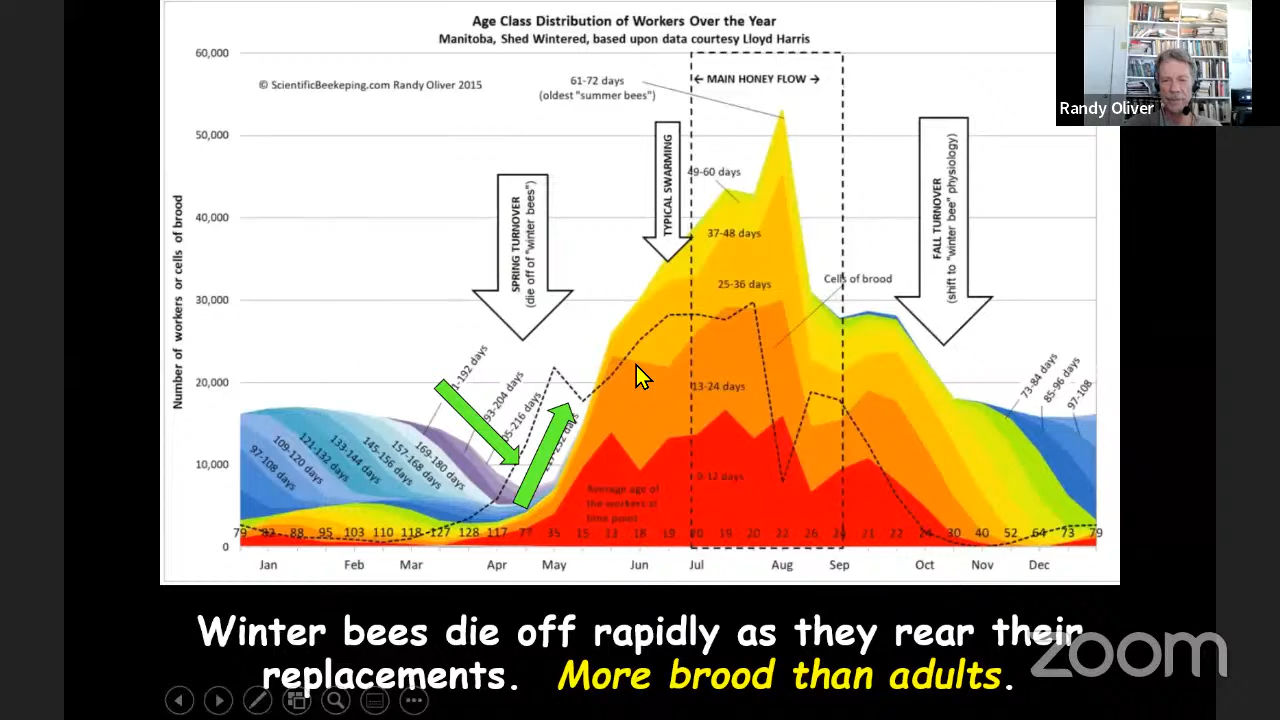 Age Class Distribution of Workers Over the Year
Manitoba, Shed Wintered, based upon data courtesy Lloyd Harris
© ScientificBeekeping.com Randy Oliver 2015
Number of workers or cells of brood
60,000
50,000
40,000
30,000
20,000
10,000
0
61-72 days
(oldest "summer bees")
← MAIN HONEY FLOW →
SPRING TURNOVER
(die off of "winter bees")
TYPICAL SWARMING
FALL TURNOVER
(shift to "winter bee" physiology)
49-60 days
37-48 days
25-36 days
Cells of brood
13-24 days
0-12 days
Average age of
the workers at
time point
97-108 days
109-120 days
121-132 days
133-144 days
145-156 days
157-168 days
169-180 days
1-192 days
93-204 days
05-216 days
73-84 days
85-96 days
97-108
79 92 88 95 103 110 118 127 128 117 77 35 15 13 18 19 20 19 20 22 26 24 21 22 24 30 40 52 64 73 79
Jan Feb Mar Apr May Jun Jul Aug Sep Oct Nov Dec
Winter bees die off rapidly as they rear their
replacements. More brood than adults.
Randy Oliver
zoom